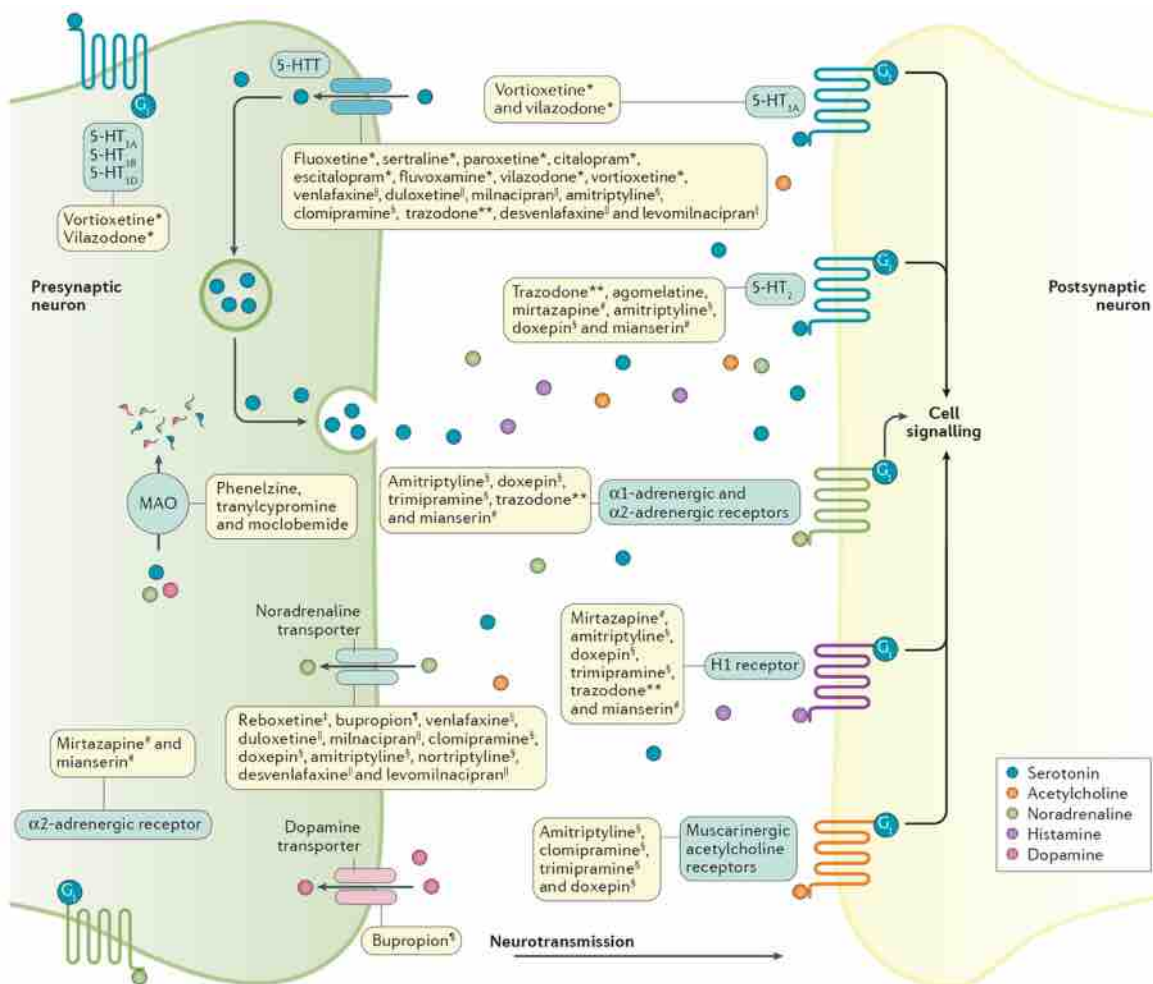 5-HTT
G₁
5-HT₁A
5-HT₁B
5-HT₁D
Vortioxetine*
Vilazodone*
Vortioxetine*
and vilazodone*
5-HT₁A
G₁
Fluoxetine*, sertraline*, paroxetine*, citalopram*,
escitalopram*, fluvoxamine*, vilazodone*, vortioxetine*,
venlafaxine||, duloxetine||, milnacipran||, amitriptyline§,
clomipramine§, trazodone**, desvenlafaxine|| and levomilnacipran||
Presynaptic
neuron
Trazodone**, agomelatine,
mirtazapine#, amitriptyline§,
doxepin§ and mianserin#
5-HT₂
Postsynaptic
neuron
Cell
signalling
MAO
Phenelzine,
tranylcypromine
and moclobemide
Amitriptyline§, doxepin§,
trimipramine§, trazodone**
and mianserin#
α1-adrenergic and
α2-adrenergic receptors
Noradrenaline
transporter
Mirtazapine#,
amitriptyline§,
doxepin§,
trimipramine§,
trazodone**
and mianserin#
H1 receptor
Reboxetine‡, bupropion¶, venlafaxine||,
duloxetine||, milnacipran||, clomipramine§,
doxepin§, amitriptyline§, nortriptyline§,
desvenlafaxine|| and levomilnacipran||
Mirtazapine# and
mianserin#
α2-adrenergic receptor
Dopamine
transporter
Bupropion¶
Amitriptyline§,
clomipramine§,
trimipramine§
and doxepin§
Muscarinergic
acetylcholine
receptors
Serotonin
Acetylcholine
Noradrenaline
Histamine
Dopamine
Neurotransmission